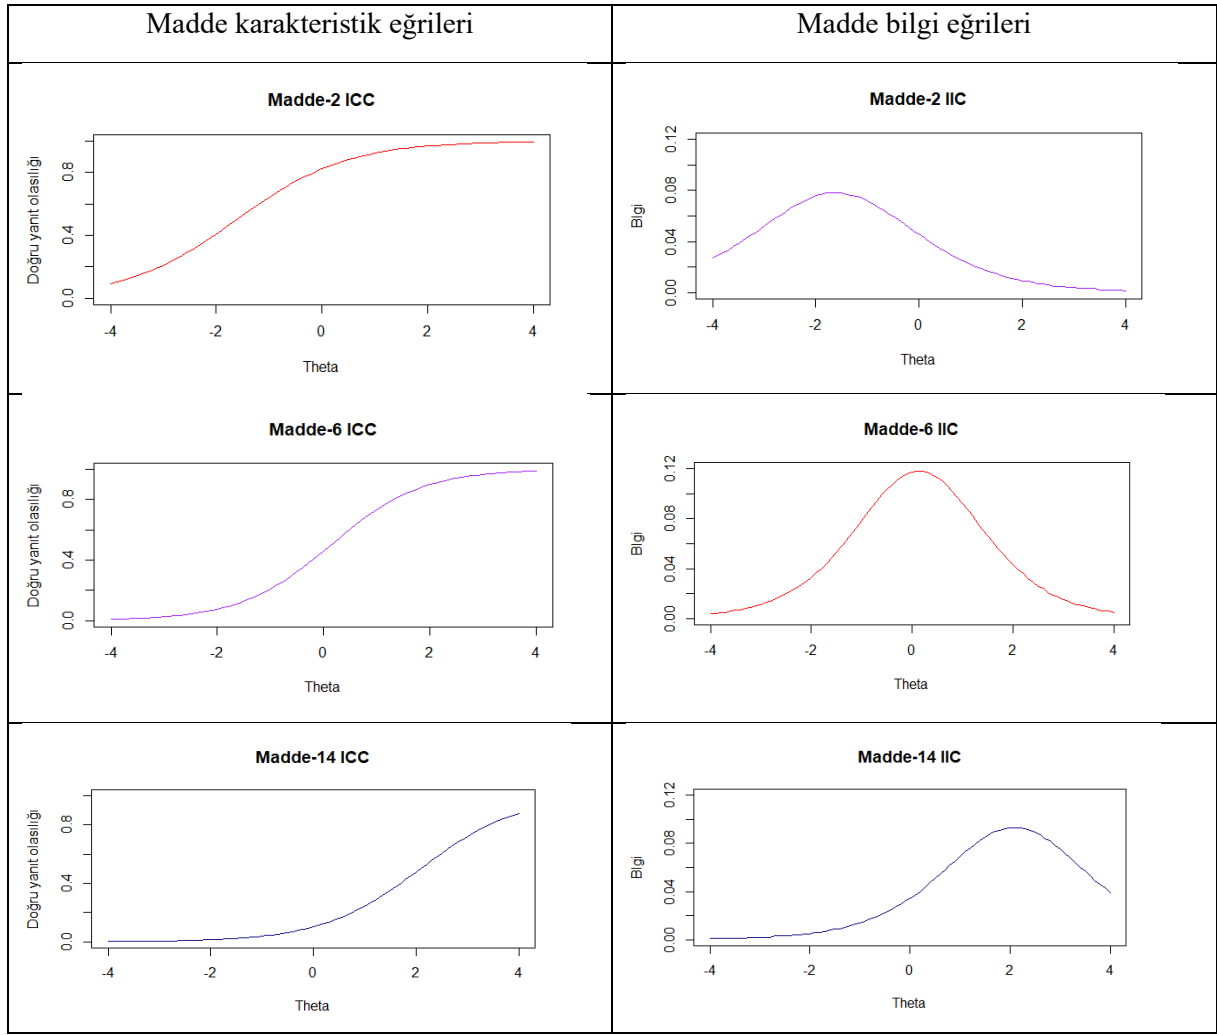 Madde karakteristik eğrileri
Madde bilgi eğrileri
Madde-2 ICC
Doğru yanıt olasılığı
0.0 0.4 0.8
-4 -2 0 2 4
Theta
Madde-2 IIC
BIgi
0.00 0.04 0.08 0.12
-4 -2 0 2 4
Theta
Madde-6 ICC
Doğru yanıt olasılığı
0.0 0.4 0.8
-4 -2 0 2 4
Theta
Madde-6 IIC
BIgi
0.00 0.04 0.08 0.12
-4 -2 0 2 4
Theta
Madde-14 ICC
Doğru yanıt olasılığı
0.0 0.4 0.8
-4 -2 0 2 4
Theta
Madde-14 IIC
BIgi
0.00 0.04 0.08 0.12
-4 -2 0 2 4
Theta